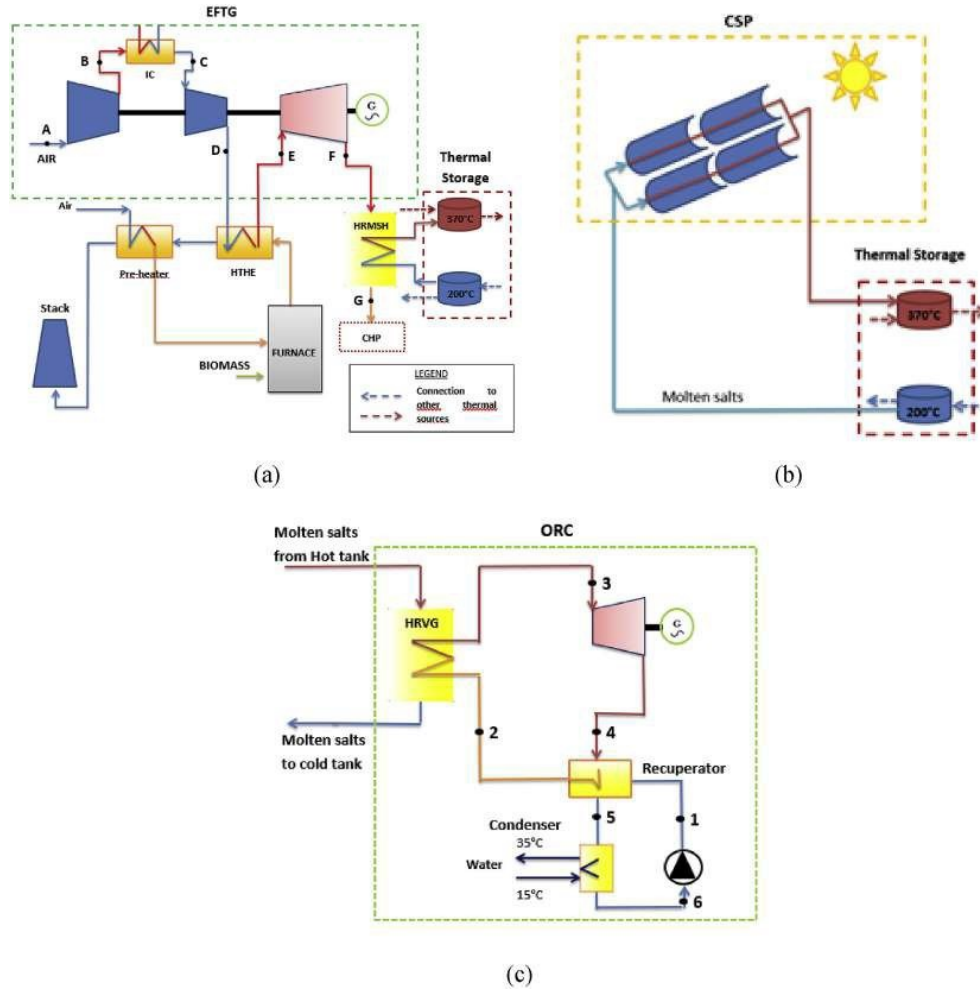 EFTG
B
IC
C
A
AIR
D
E
F
G
Air
Pre-heater
HTHE
Stack
BIOMASS
FURNACE
HRMSH
Thermal
Storage
370°C
200°C
G
CHP
LEGEND
Connection to
other thermal
sources
(a)
CSP
Thermal Storage
370°C
200°C
Molten salts
(b)
ORC
Molten salts
from Hot tank
HRVG
Molten salts
to cold tank
3
G
2
4
Recuperator
5
1
Condenser
35°C
Water
15°C
6
(c)